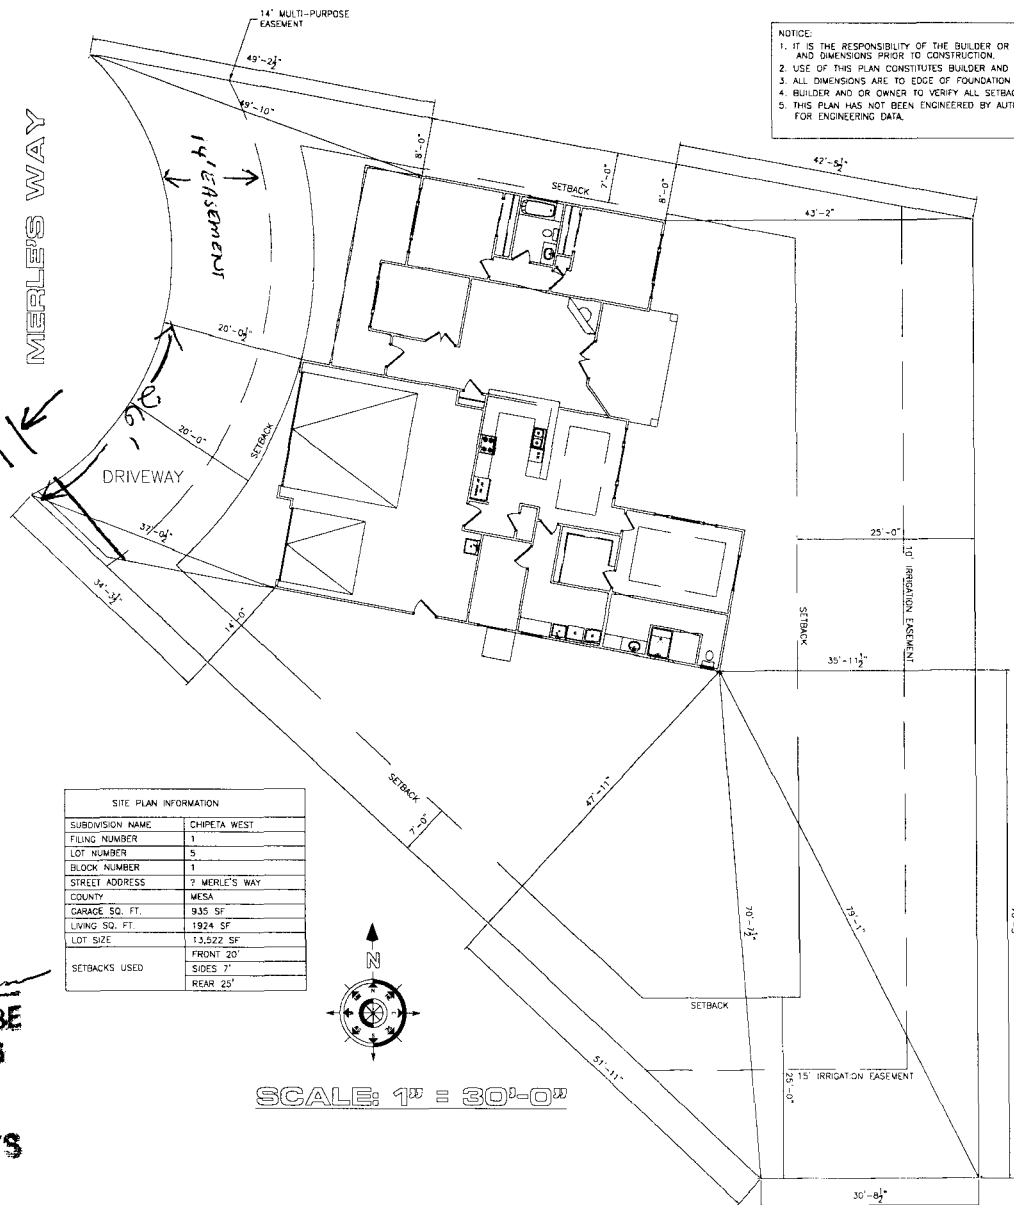 14' MULTI-PURPOSE
EASEMENT
NOTICE:
1. IT IS THE RESPONSIBILITY OF THE BUILDER OR
AND DIMENSIONS PRIOR TO CONSTRUCTION.
2. USE OF THIS PLAN CONSTITUTES BUILDER AND
3. ALL DIMENSIONS ARE TO EDGE OF FOUNDATION
4. BUILDER AND OR OWNER TO VERIFY ALL
5. THIS PLAN HAS NOT BEEN ENGINEERED BY
FOR ENGINEERING DATA.
49'-2½"
49'-10"
8'-0"
SETBACK
7'-0"
8'-0"
42'-5½"
43'-2"
MERLE'S WAY
14' EASEMENT
20'-0½"
26'
20'-0"
SETBACK
DRIVEWAY
37'-0½"
34'-3½"
14'-0"
25'-0"
10' IRRIGATION EASEMENT
SETBACK
35'-11½"
SETBACK
7'-0"
47'-11"
70'-7½"
79'-1"
SETBACK
15' IRRIGATION EASEMENT
25'-0"
51'-11"
30'-8½"
SITE PLAN INFORMATION
SUBDIVISION NAME CHIPETA WEST
FILING NUMBER 1
LOT NUMBER 5
BLOCK NUMBER 1
STREET ADDRESS ? MERLE'S WAY
COUNTY MESA
GARAGE SQ. FT. 935 SF
LIVING SQ. FT. 1924 SF
LOT SIZE 13,522 SF
SETBACKS USED FRONT 20'
SIDES 7'
REAR 25'
N
SCALE: 1" = 30'-0"